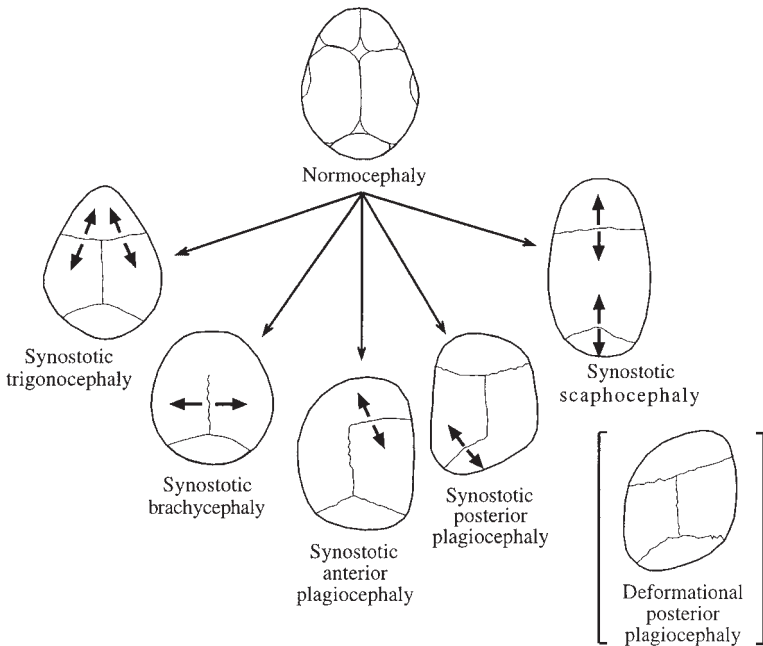 Normocephaly
Synostotic
trigonocephaly
Synostotic
brachycephaly
Synostotic
anterior
plagiocephaly
Synostotic
posterior
plagiocephaly
Synostotic
scaphocephaly
Deformational
posterior
plagiocephaly